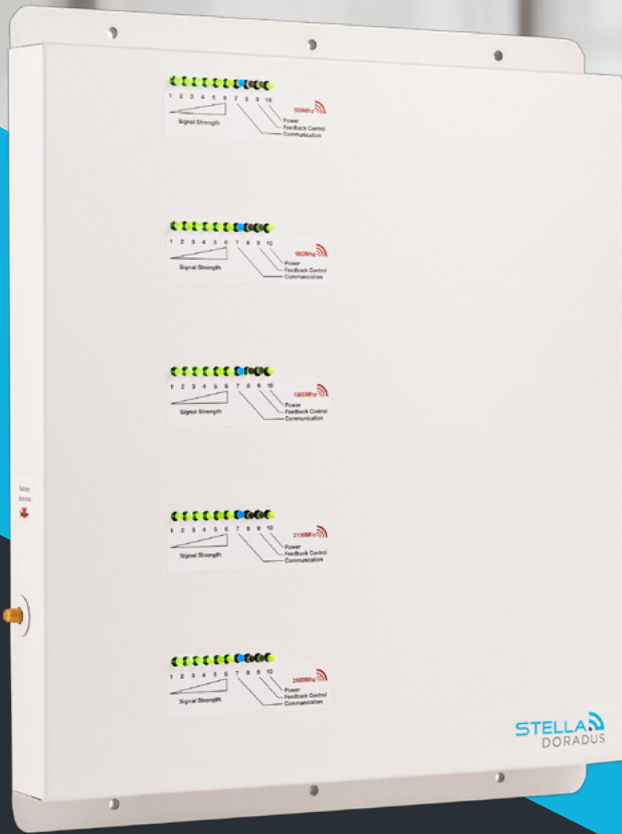 1 2 3 4 5 6 7 8 9 10
800Mhz
Signal Strength
Power
Feedback Control
Communication
1 2 3 4 5 6 7 8 9 10
900Mhz
Signal Strength
Power
Feedback Control
Communication
1 2 3 4 5 6 7 8 9 10
1800Mhz
Signal Strength
Power
Feedback Control
Communication
1 2 3 4 5 6 7 8 9 10
2100Mhz
Signal Strength
Power
Feedback Control
Communication
1 2 3 4 5 6 7 8 9 10
2600Mhz
Signal Strength
Power
Feedback Control
Communication
STELLA
DORADUS